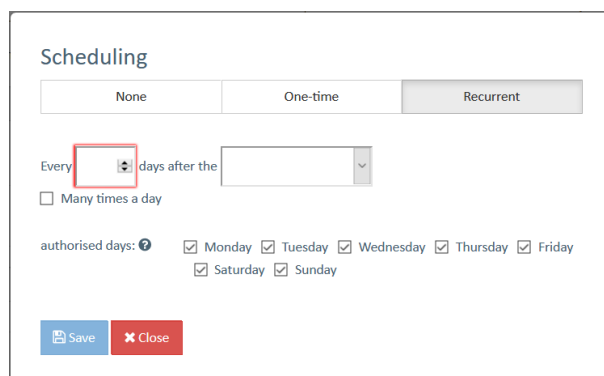 Scheduling
None One-time Recurrent
Every days after the
Many times a day
authorised days: ? Monday Tuesday Wednesday Thursday Friday
Saturday Sunday
Save Close